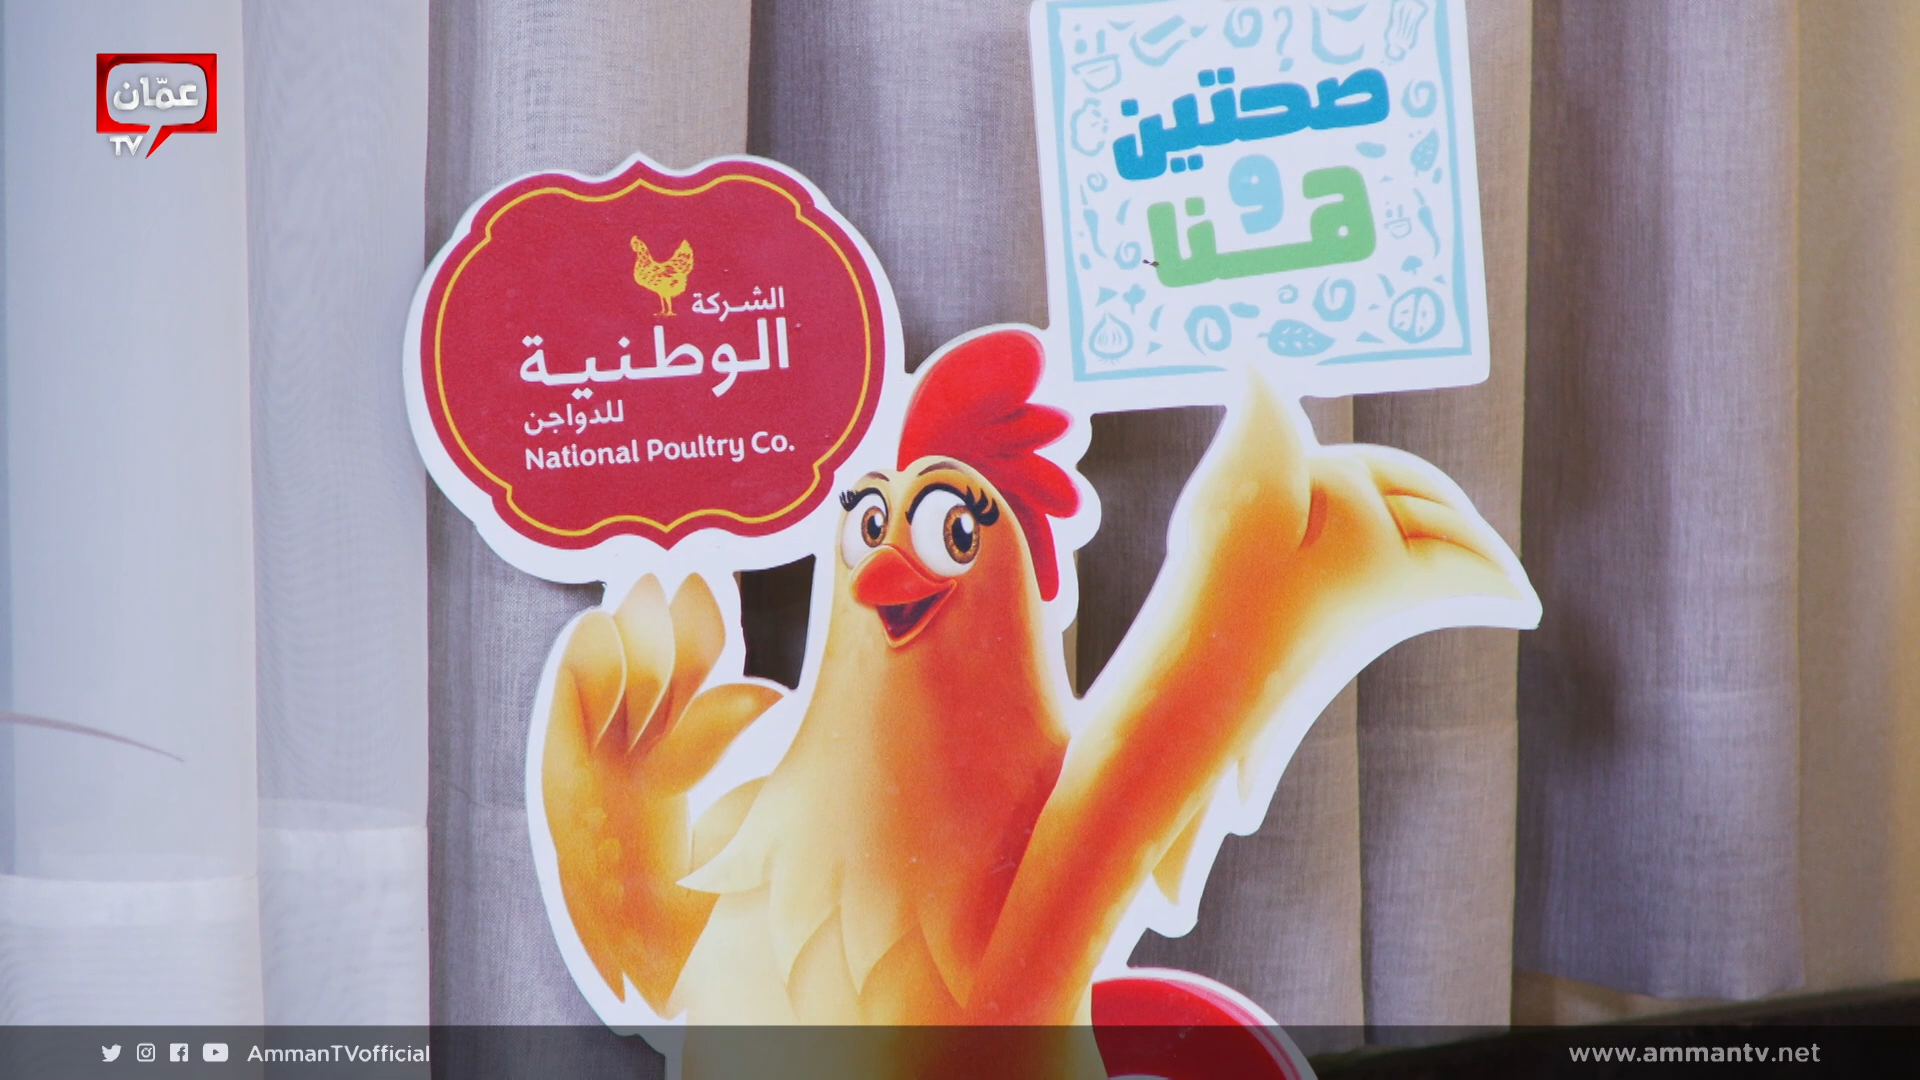 عمّان
TV
الشركة
الوطنية
للدواجن
National Poultry Co.
صحتين
و
هنا
AmmanTVofficial
www.ammantv.net